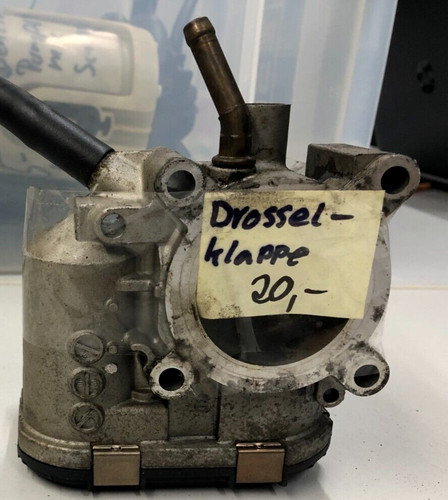 Drossel-
klappe
20,-